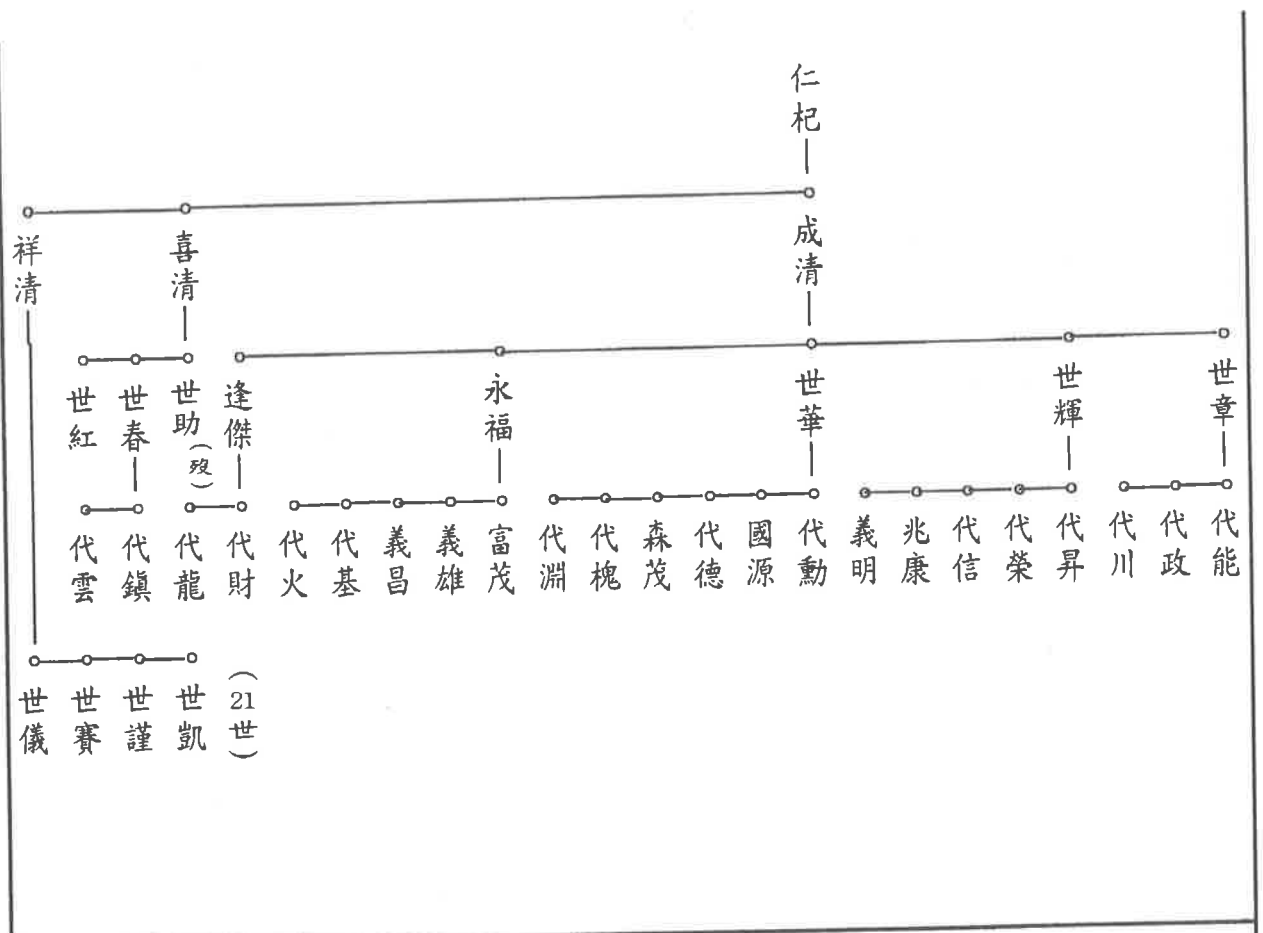 仁杞
成清
喜清
祥清
世章
世輝
世華
永福
逢傑
世助(歿)
世春
世紅
代能
代政
代川
代昇
代榮
代信
兆康
義明
代勳
國源
代德
森茂
代槐
代淵
富茂
義雄
義昌
代基
代火
代財
代龍
代鎮
代雲
(21世)
世凱
世謹
世賽
世儀